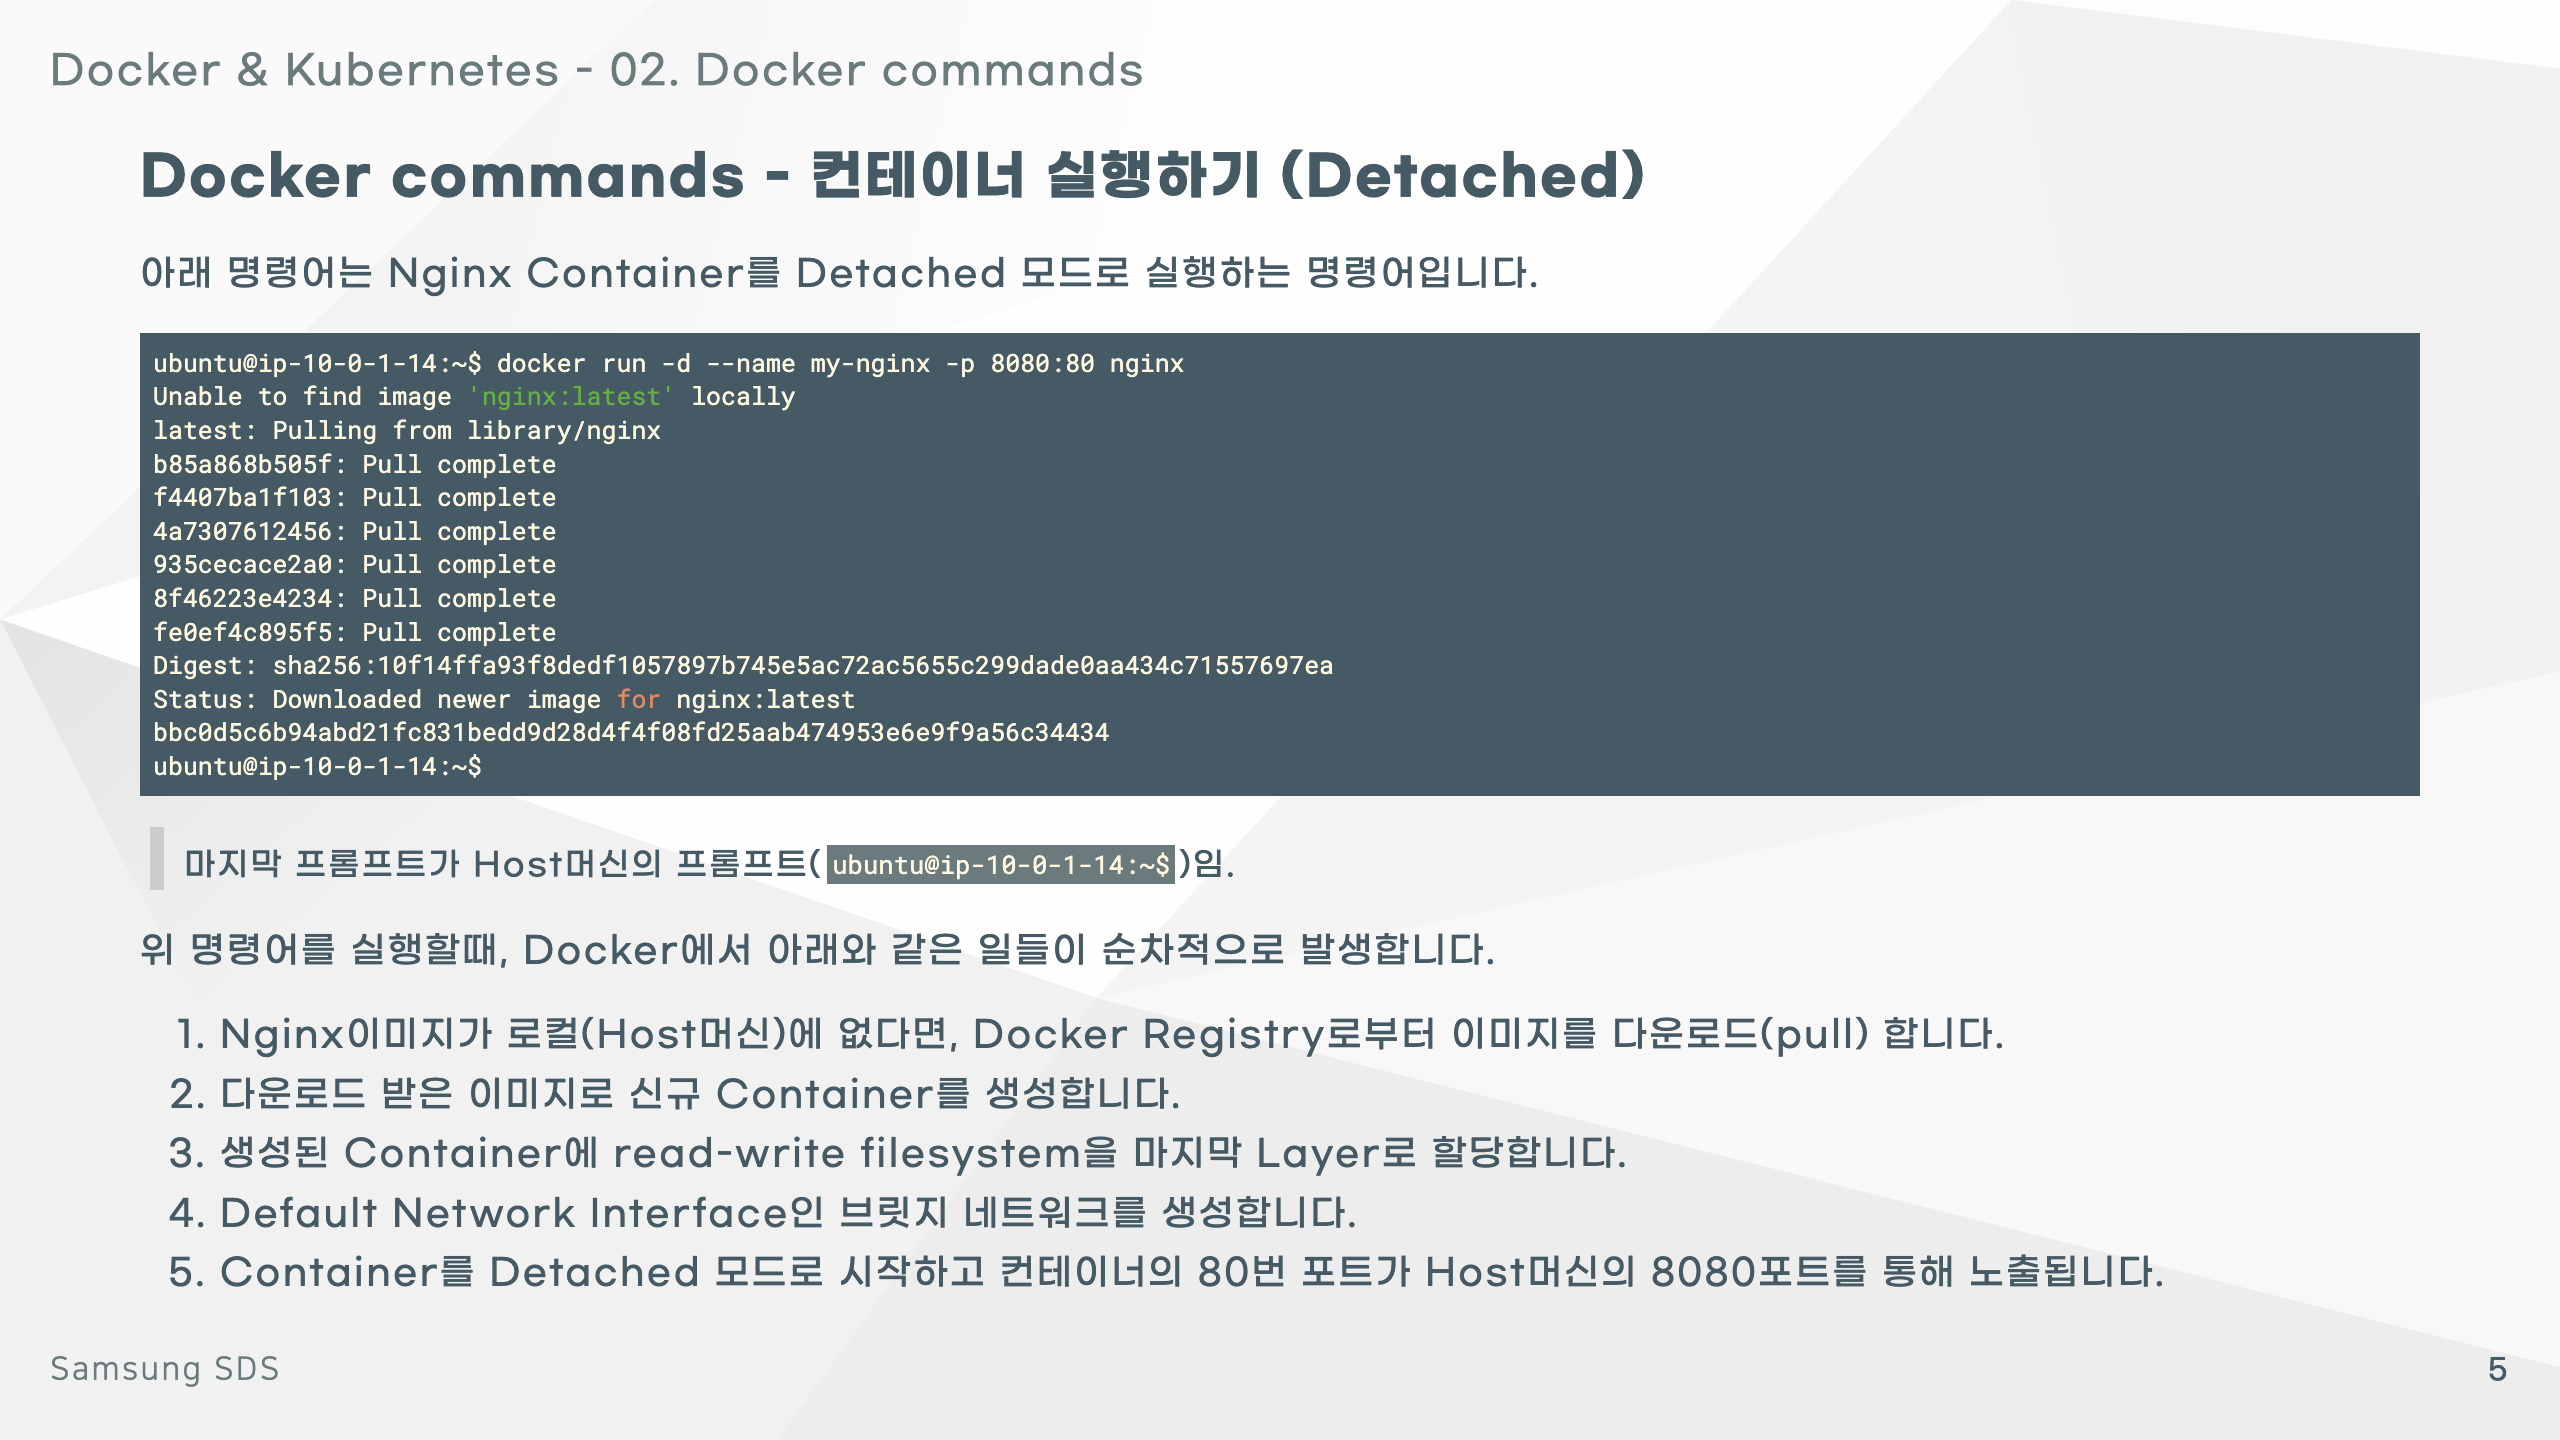 Docker & Kubernetes - 02. Docker commands
Docker commands - 컨테이너 실행하기 (Detached)
아래 명령어는 Nginx Container를 Detached 모드로 실행하는 명령어입니다.
ubuntu@ip-10-0-1-14:~$ docker run -d --name my-nginx -p 8080:80 nginx
Unable to find image 'nginx:latest' locally
latest: Pulling from library/nginx
b85a868b505f: Pull complete
f4407ba1f103: Pull complete
4a7307612456: Pull complete
935cecace2a0: Pull complete
8f46223e4234: Pull complete
fe0ef4c895f5: Pull complete
Digest: sha256:10f14ffa93f8dedf1057897b745e5ac72ac5655c299dade0aa434c71557697ea
Status: Downloaded newer image for nginx:latest
bbc0d5c6b94abd21fc831bedd9d28d4f4f08fd25aab474953e6e9f9a56c34434
ubuntu@ip-10-0-1-14:~$
마지막 프롬프트가 Host머신의 프롬프트(ubuntu@ip-10-0-1-14:~$)임.
위 명령어를 실행할때, Docker에서 아래와 같은 일들이 순차적으로 발생합니다.
1. Nginx이미지가 로컬(Host머신)에 없다면, Docker Registry로부터 이미지를 다운로드(pull) 합니다.
2. 다운로드 받은 이미지로 신규 Container를 생성합니다.
3. 생성된 Container에 read-write filesystem을 마지막 Layer로 할당합니다.
4. Default Network Interface인 브릿지 네트워크를 생성합니다.
5. Container를 Detached 모드로 시작하고 컨테이너의 80번 포트가 Host머신의 8080포트를 통해 노출됩니다.
Samsung SDS
5